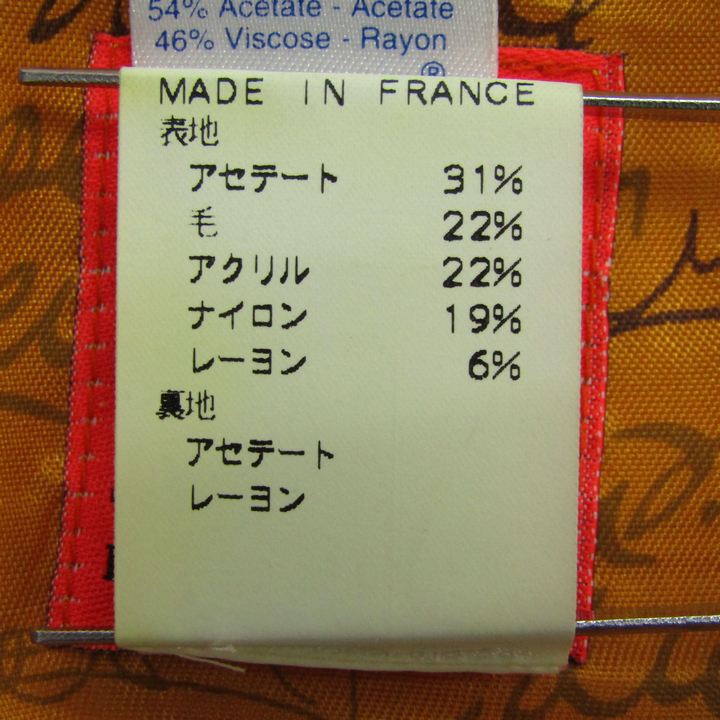 54% Acetate - Acetate
46% Viscose - Rayon
®
MADE IN FRANCE
表地
アセテート 31%
毛 22%
アクリル 22%
ナイロン 19%
レーヨン 6%
裏地
アセテート
レーヨン